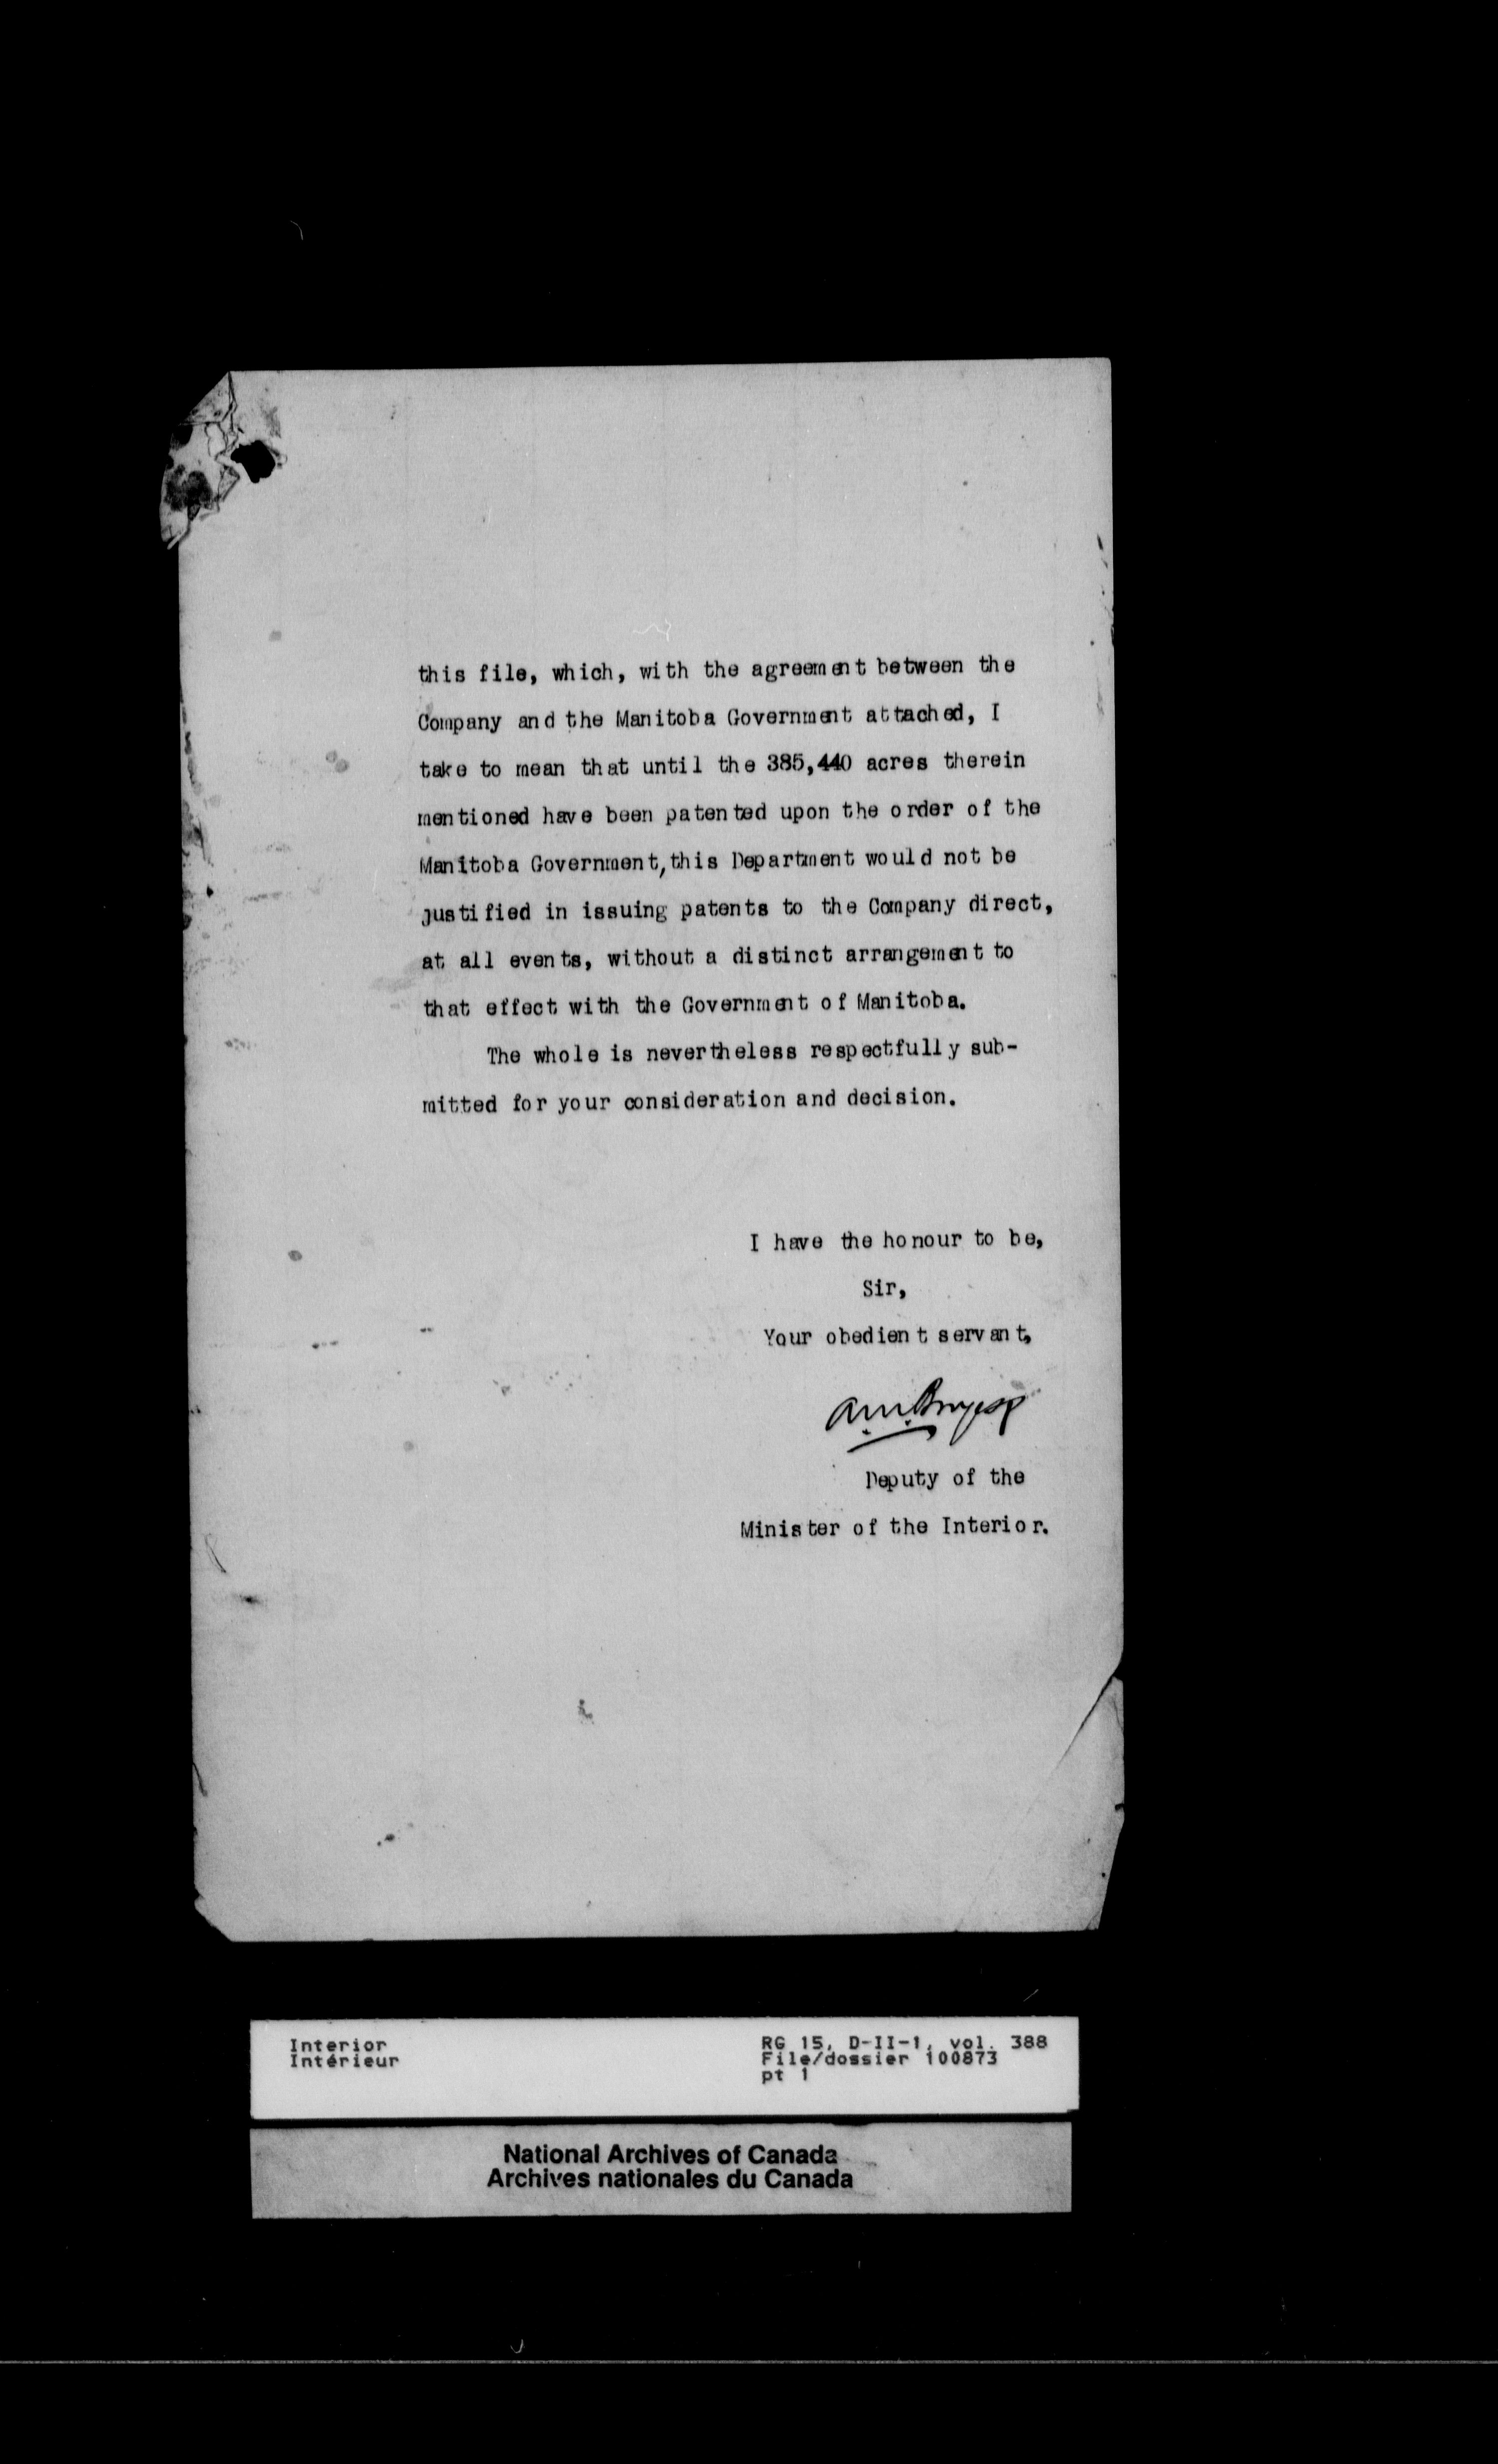 this file, which, with the agreement between the
Company and the Manitoba Government attached, I
take to mean that until the 385,440 acres therein
mentioned have been patented upon the order of the
Manitoba Government, this Department would not be
justified in issuing patents to the Company direct,
at all events, without a distinct arrangement to
that effect with the Government of Manitoba.
The whole is nevertheless respectfully sub-
mitted for your consideration and decision.
I have the honour to be,
Sir,
Your obedient servant,
Deputy of the
Minister of the Interior.
Interior
Intérieur
RG 15, D-II-1, vol. 388
File/dossier 100873
pt 1
National Archives of Canada
Archives nationales du Canada